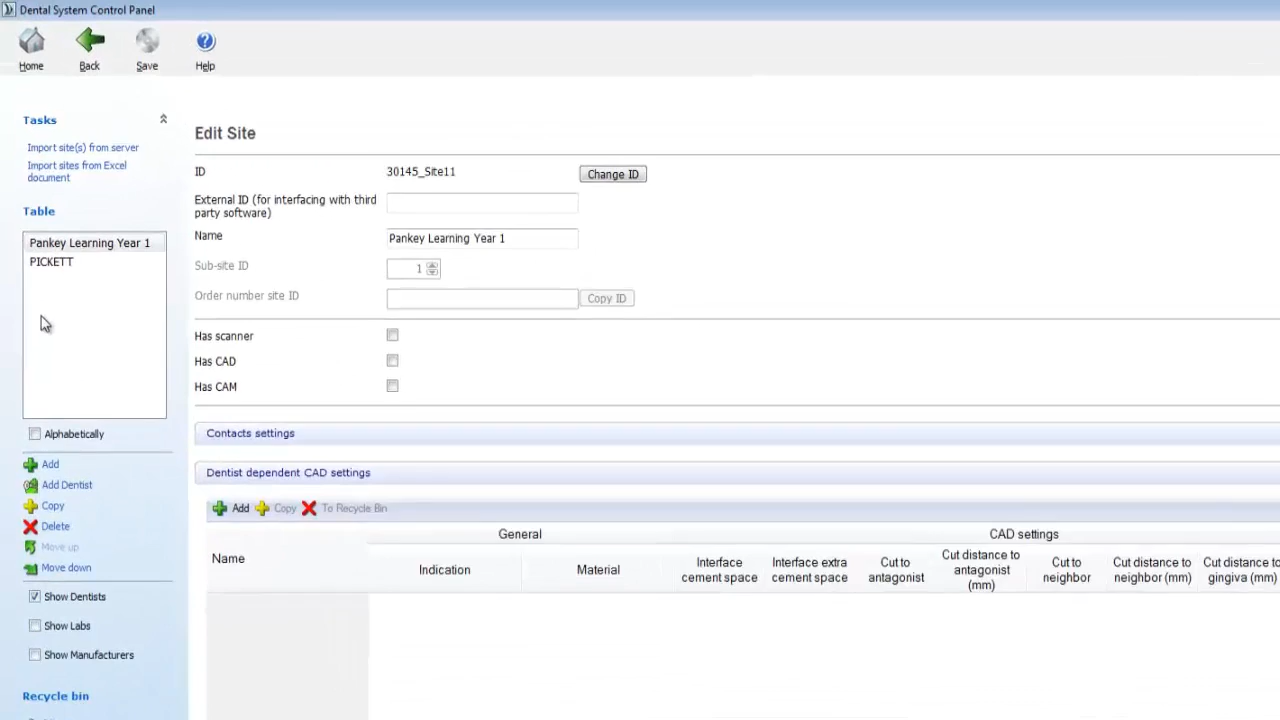 Dental System Control Panel
Home Back Save Help
Tasks
Import site(s) from server
Import sites from Excel
document
Table
Pankey Learning Year 1
PICKETT
Alphabetically
Add
Add Dentist
Copy
Delete
Move up
Move down
Show Dentists
Show Labs
Show Manufacturers
Recycle bin
Edit Site
ID 30145_Site11 Change ID
External ID (for interfacing with third
party software)
Name Pankey Learning Year 1
Sub-site ID 1
Order number site ID Copy ID
Has scanner
Has CAD
Has CAM
Contacts settings
Dentist dependent CAD settings
Add Copy To Recycle Bin
General CAD settings
Name
Indication
Material
Interface
cement space
Interface extra
cement space
Cut to
antagonist
Cut distance to
antagonist
(mm)
Cut to
neighbor
Cut distance to
neighbor (mm)
Cut distance to
gingiva (mm)